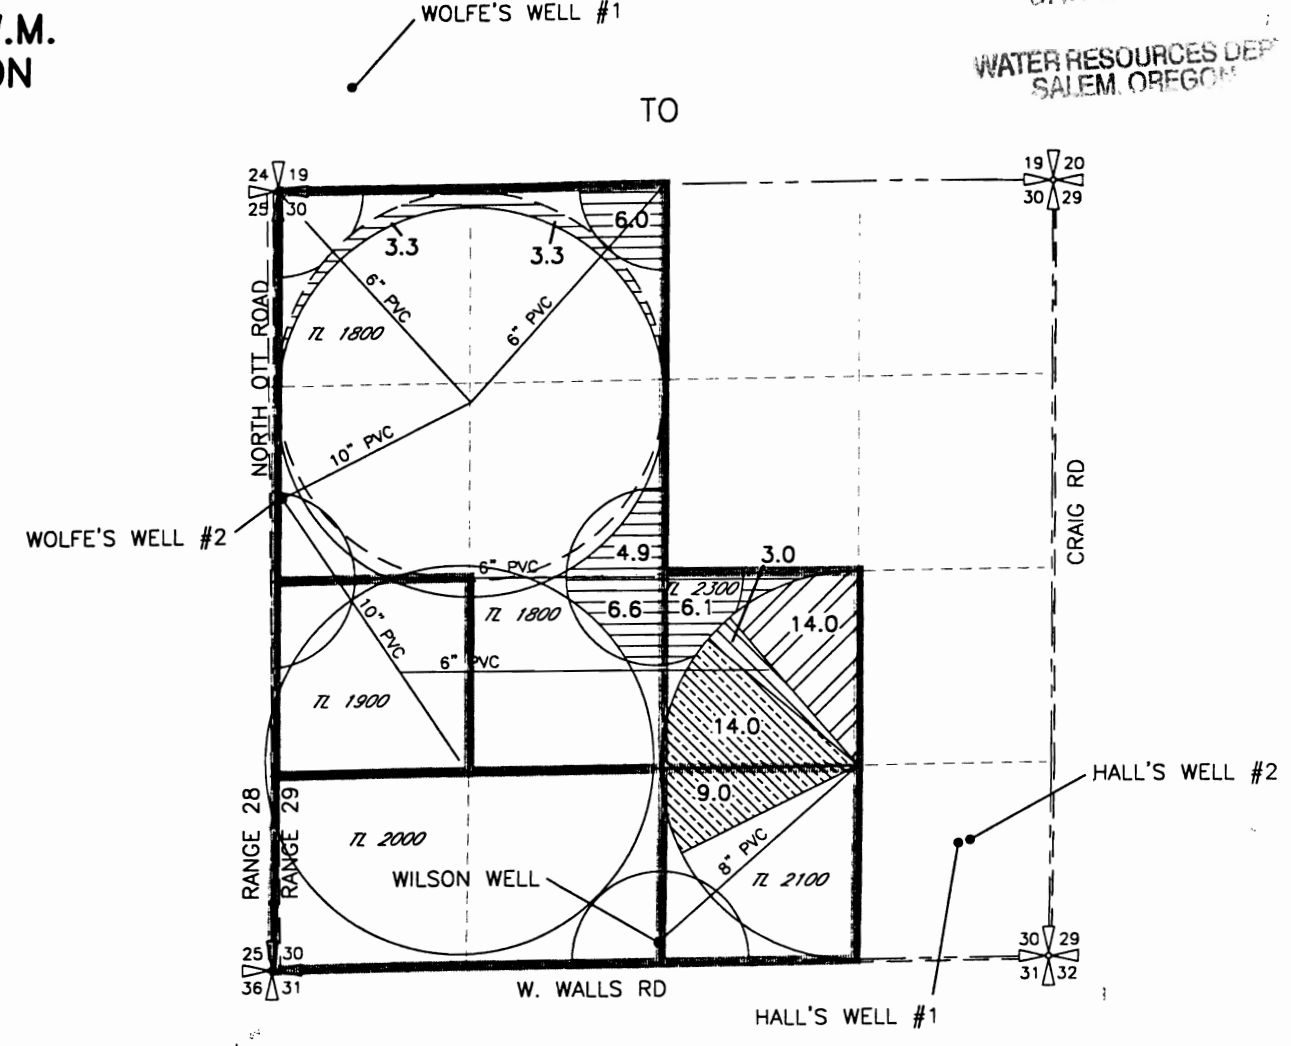 WOLFE'S WELL #1
.M.
ON
WATER RESOURCES DEP
SALEM, OREGON
TO
24 19
25 30
19 20
30 29
6.0
3.3
3.3
6" PVC
6" PVC
TL 1800
NORTH OTT ROAD
10" PVC
CRAIG RD
WOLFE'S WELL #2
4.9
3.0
6" PVC
TL 2300
10" PVC
TL 1800
6.6
6.1
14.0
6" PVC
TL 1900
14.0
HALL'S WELL #2
9.0
RANGE 28
RANGE 29
TL 2000
8" PVC
WILSON WELL
TL 2100
25 30
36 31
30 29
31 32
W. WALLS RD
HALL'S WELL #1